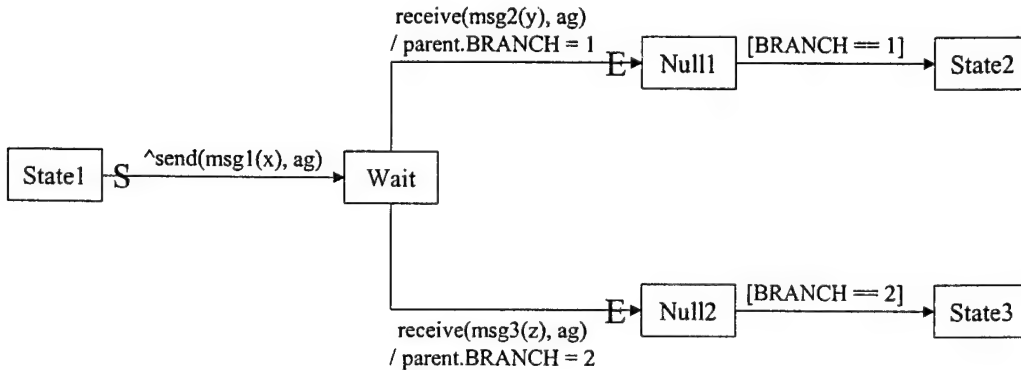 receive(msg2(y), ag)
/ parent.BRANCH = 1
E
Null1
[BRANCH == 1]
State2
State1
S
^send(msg1(x), ag)
Wait
E
Null2
[BRANCH == 2]
State3
receive(msg3(z), ag)
/ parent.BRANCH = 2